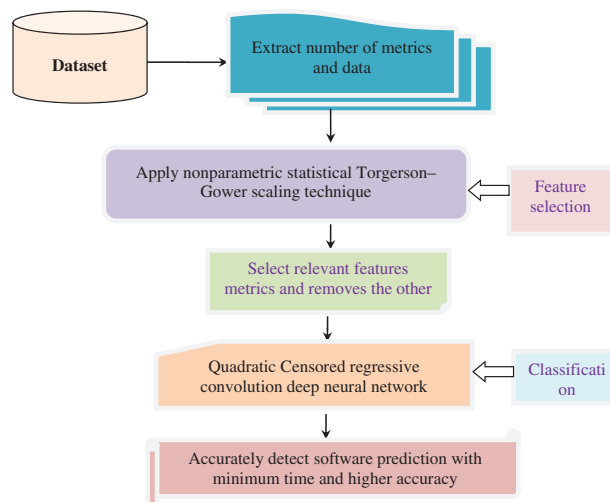 Dataset
Extract number of metrics
and data
Apply nonparametric statistical Torgerson–
Gower scaling technique
Feature
selection
Select relevant features
metrics and removes the other
Quadratic Censored regressive
convolution deep neural network
Classificati
on
Accurately detect software prediction with
minimum time and higher accuracy